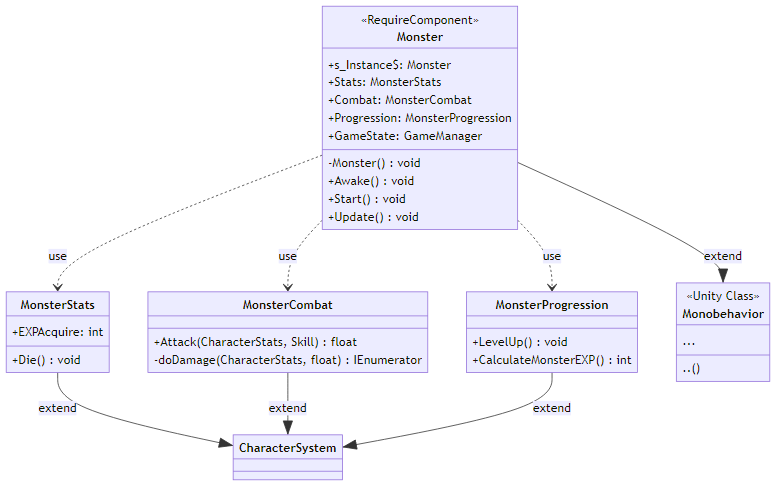 «RequireComponent»
Monster
+s_Instance$: Monster
+Stats: MonsterStats
+Combat: MonsterCombat
+Progression: MonsterProgression
+GameState: GameManager
-Monster() : void
+Awake() : void
+Start() : void
+Update() : void
use
use
use
extend
MonsterStats
+EXPAcquire: int
+Die() : void
MonsterCombat
+Attack(CharacterStats, Skill) : float
-doDamage(CharacterStats, float) : IEnumerator
MonsterProgression
+LevelUp() : void
+CalculateMonsterEXP() : int
«Unity Class»
Monobehavior
...
..()
extend
extend
extend
CharacterSystem